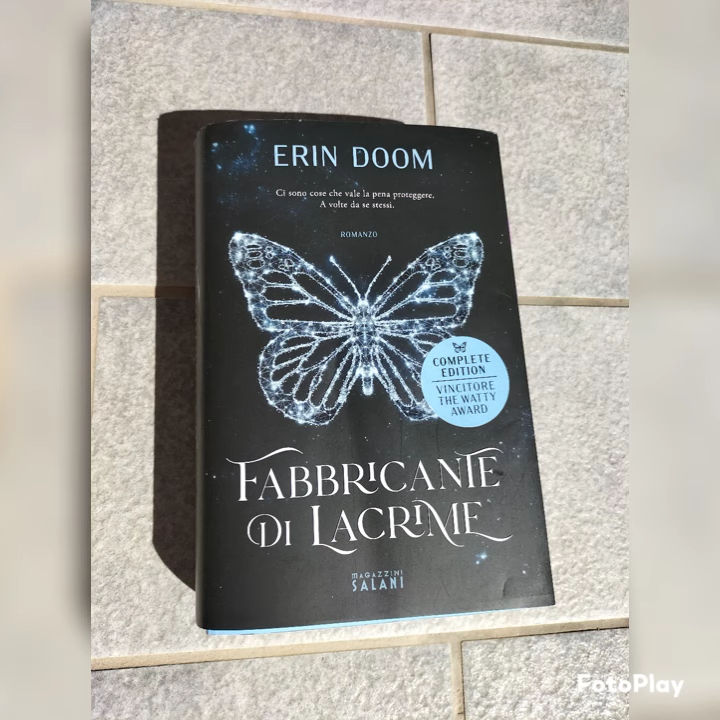 ERIN DOOM
Ci sono cose che vale la pena proteggere.
A volte da se stessi.
ROMANZO
COMPLETE
EDITION
VINCITORE
THE WATTY
AWARD
FABBRICANTE
DI LACRIME
MAGAZZINI
SALANI
FotoPlay